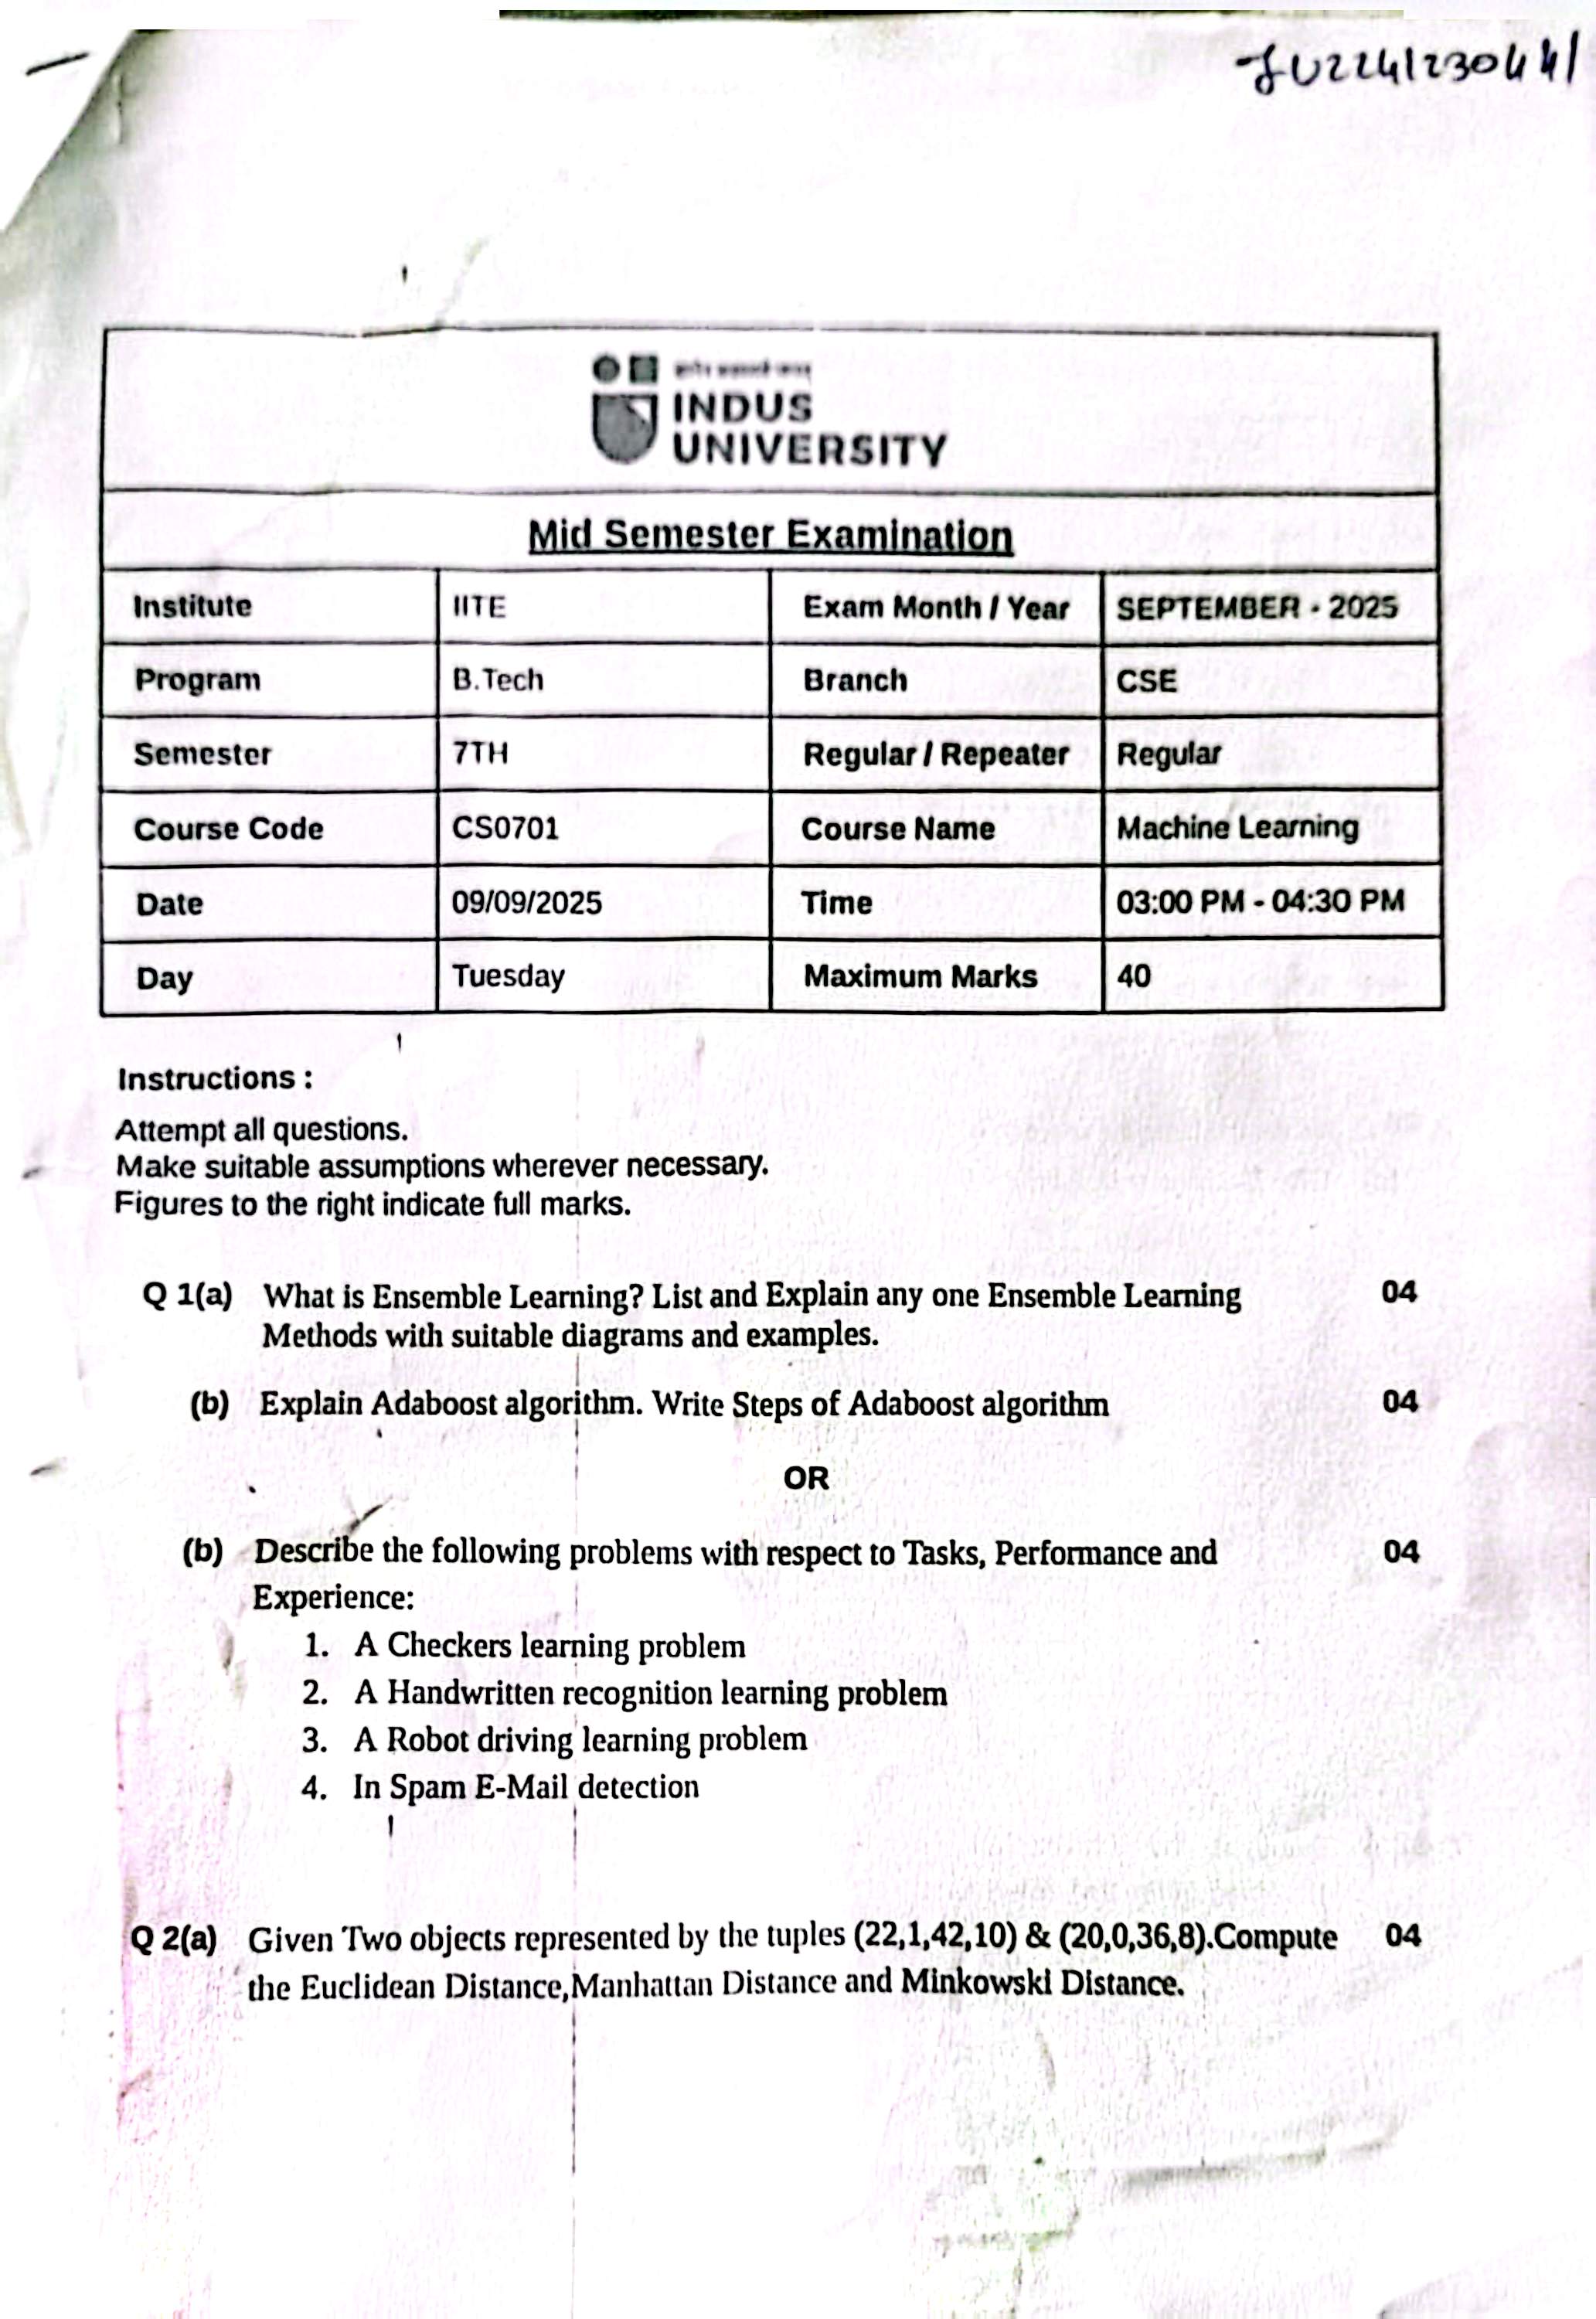 INDUS
UNIVERSITY
Mid Semester Examination
Institute IITE Exam Month / Year SEPTEMBER - 2025
Program B.Tech Branch CSE
Semester 7TH Regular / Repeater Regular
Course Code CS0701 Course Name Machine Learning
Date 09/09/2025 Time 03:00 PM - 04:30 PM
Day Tuesday Maximum Marks 40
Instructions :
Attempt all questions.
Make suitable assumptions wherever necessary.
Figures to the right indicate full marks.
Q 1(a) What is Ensemble Learning? List and Explain any one Ensemble Learning 04
Methods with suitable diagrams and examples.
(b) Explain Adaboost algorithm. Write Steps of Adaboost algorithm 04
OR
(b) Describe the following problems with respect to Tasks, Performance and 04
Experience:
1. A Checkers learning problem
2. A Handwritten recognition learning problem
3. A Robot driving learning problem
4. In Spam E-Mail detection
Q 2(a) Given Two objects represented by the tuples (22,1,42,10) & (20,0,36,8).Compute 04
the Euclidean Distance,Manhattan Distance and Minkowski Distance.